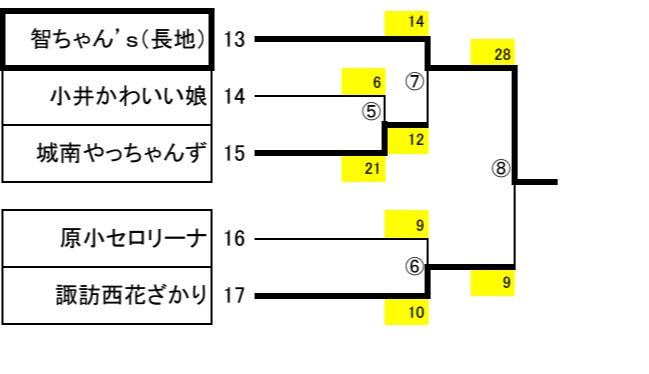 14
智ちゃん’ｓ(長地) 13
28
⑦
6
小井かわいい娘 14
⑤
12
城南やっちゃんず 15
21
⑧
9
原小セロリーナ 16
⑥
9
諏訪西花ざかり 17
10